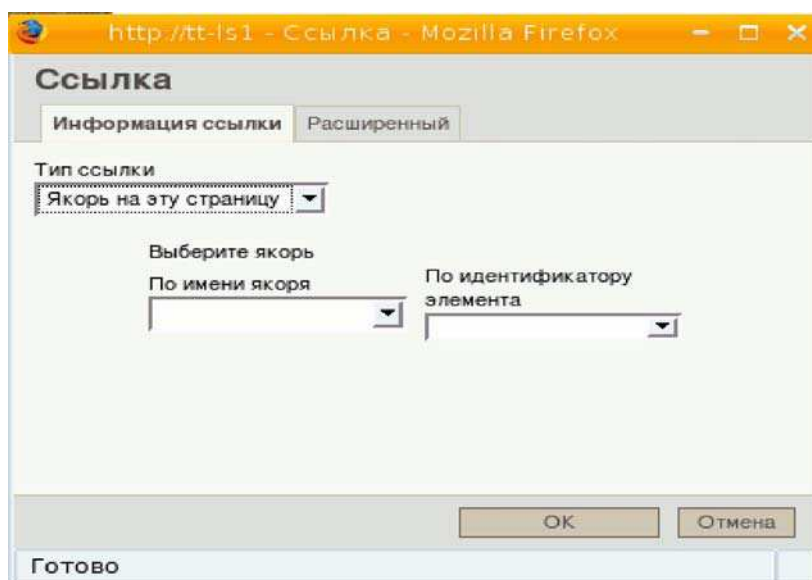 http://tt-ls1 - Ссылка - Mozilla Firefox
Ссылка
Информация ссылки Расширенный
Тип ссылки
Якорь на эту страницу
Выберите якорь
По имени якоря
По идентификатору
элемента
OK Отмена
Готово